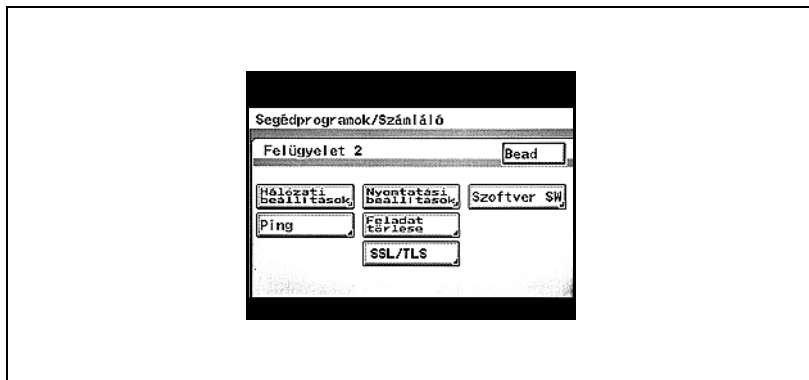 Segédprogramok/Számláló
Felügyelet 2
Bead
Hálózati
beállítások
Nyomtatási
beállítások
Szoftver SW
Ping
Feladat
törlése
SSL/TLS